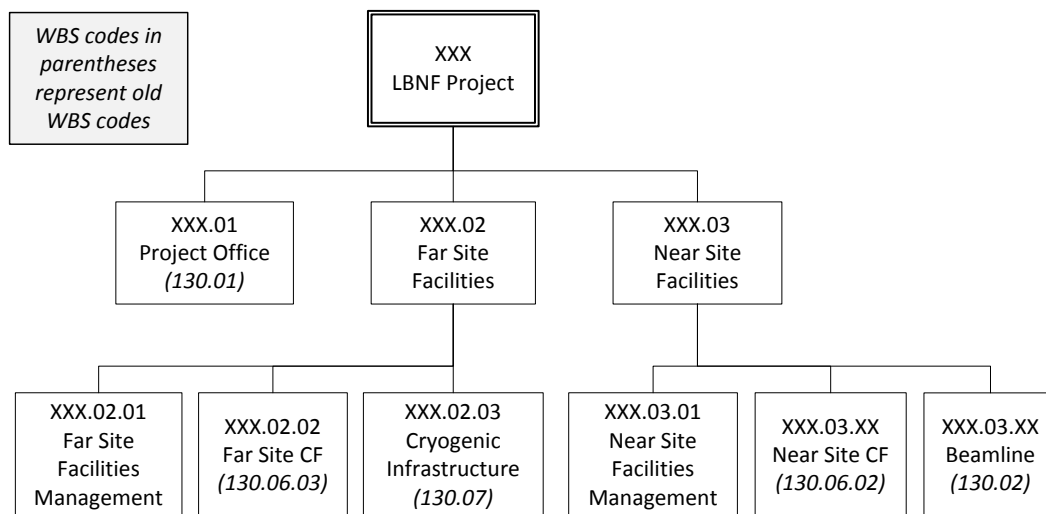 WBS codes in
parentheses
represent old
WBS codes
XXX
LBNF Project
XXX.01
Project Office
(130.01)
XXX.02
Far Site
Facilities
XXX.03
Near Site
Facilities
XXX.02.01
Far Site
Facilities
Management
XXX.02.02
Far Site CF
(130.06.03)
XXX.02.03
Cryogenic
Infrastructure
(130.07)
XXX.03.01
Near Site
Facilities
Management
XXX.03.XX
Near Site CF
(130.06.02)
XXX.03.XX
Beamline
(130.02)